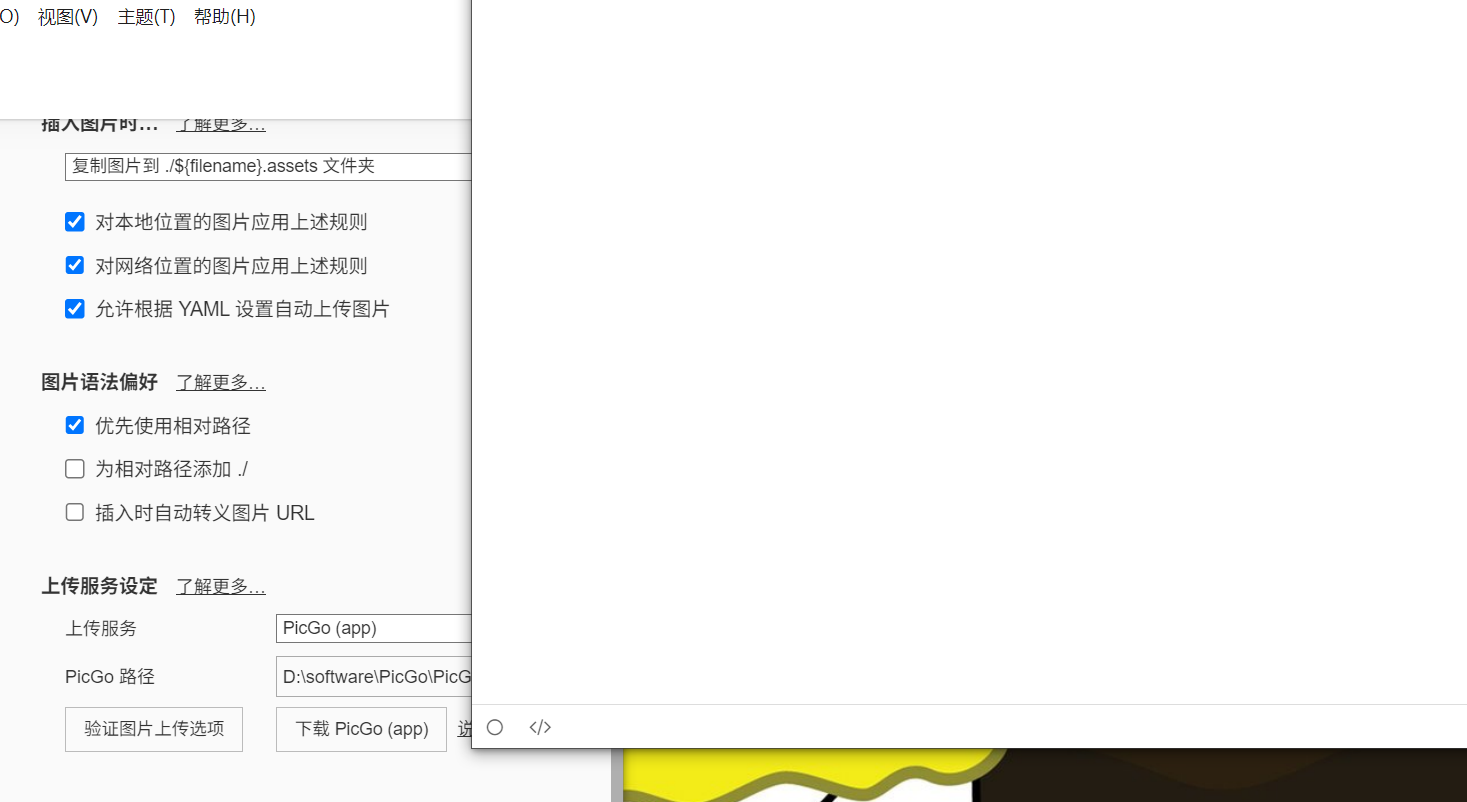 O) 视图(V) 主题(T) 帮助(H)
插入图片时... 了解更多...
复制图片到 ./${filename}.assets 文件夹
对本地位置的图片应用上述规则
对网络位置的图片应用上述规则
允许根据 YAML 设置自动上传图片
图片语法偏好 了解更多...
优先使用相对路径
为相对路径添加 ./
插入时自动转义图片 URL
上传服务设定 了解更多...
上传服务 PicGo (app)
PicGo 路径 D:\software\PicGo\PicG
验证图片上传选项 下载 PicGo (app) 说
</>